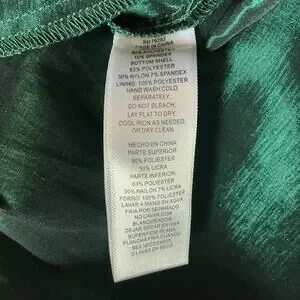 RN 79293
MADE IN CHINA
90% POLYESTER
10% SPANDEX
BOTTOM SHELL:
63% POLYESTER
30% NYLON 7% SPANDEX
LINING: 100% POLYESTER
HAND WASH COLD
SEPARATELY,
DO NOT BLEACH,
LAY FLAT TO DRY,
COOL IRON AS NEEDED,
OR DRY CLEAN
HECHO EN CHINA
PARTE SUPERIOR:
90% POLIESTER
10% LICRA
PARTE INFERIOR:
63% POLIESTER
30% NAILON 7% LICRA
FORRO: 100% POLIESTER
LAVAR A MANO EN AGUA
FRIA POR SEPARADO,
NO LAVAR CON
BLANQUEADOR,
DEJAR SECAR EN UNA
SUPERFICIE PLANA,
PLANCHA FRIA CUANDO
O LAVAR EN SECO